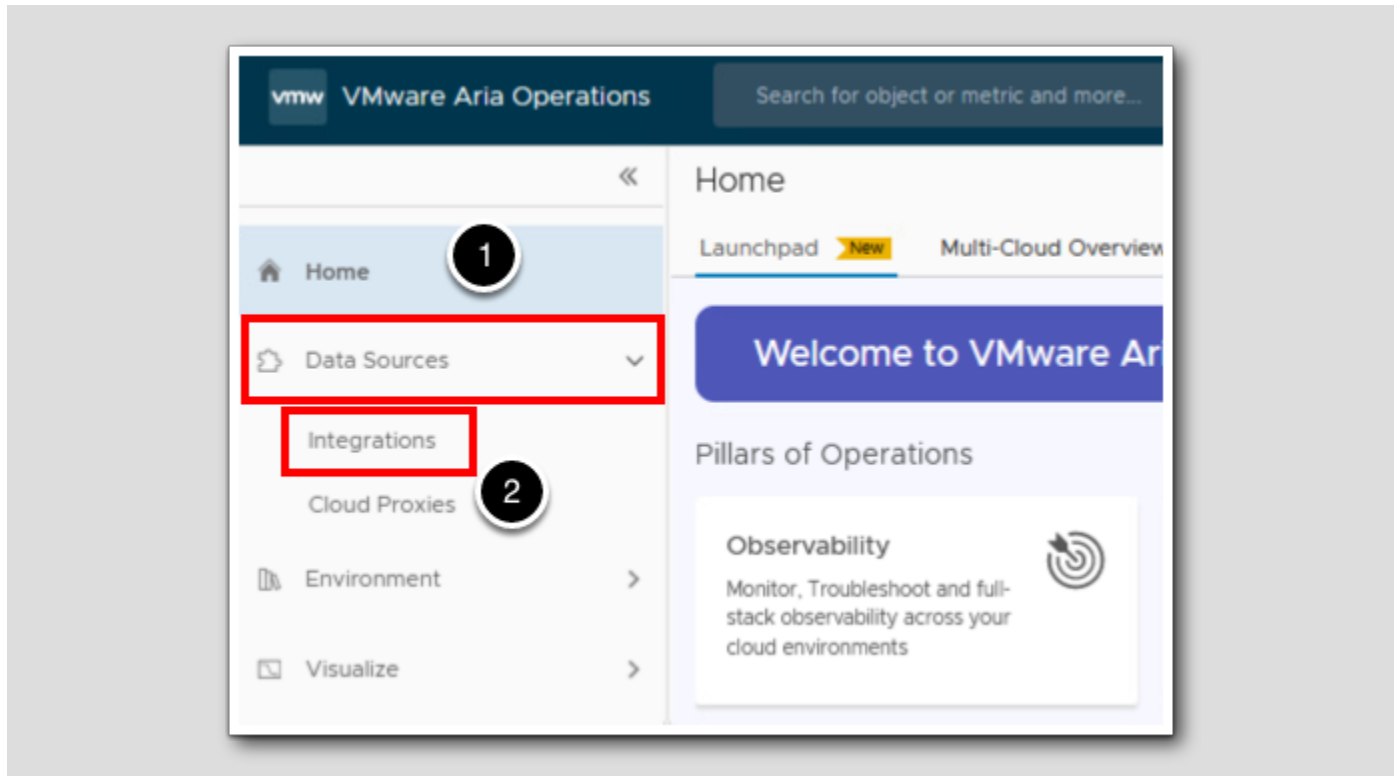 vmw VMware Aria Operations
Search for object or metric and more...
«
Home
Launchpad New Multi-Cloud Overview
1
Home
Data Sources
Welcome to VMware Ari
Integrations
Pillars of Operations
2
Cloud Proxies
Observability
Monitor, Troubleshoot and full-
stack observability across your
cloud environments
Environment
Visualize